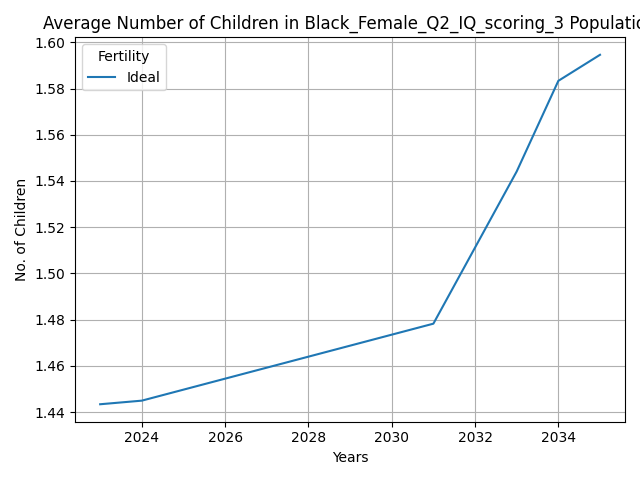 Average Number of Children in Black_Female_Q2_IQ_scoring_3 Populatio
1.60
Fertility
Ideal
1.58
1.56
1.54
1.52
1.50
1.48
1.46
1.44
No. of Children
2024 2026 2028 2030 2032 2034
Years